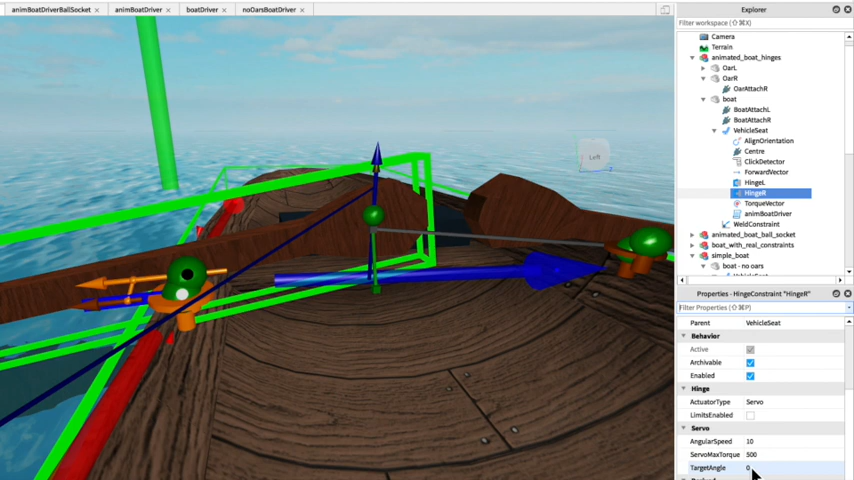 animBoatDriverBallSocket × animBoatDriver × boatDriver × noOarsBoatDriver ×
Left
Z
Explorer
Filter workspace (⇧⌘X)
Camera
Terrain
animated_boat_hinges
OarL
OarR
OarAttachR
boat
BoatAttachL
BoatAttachR
VehicleSeat
AlignOrientation
Centre
ClickDetector
ForwardVector
HingeL
HingeR
TorqueVector
animBoatDriver
WeldConstraint
animated_boat_ball_socket
boat_with_real_constraints
simple_boat
boat - no oars
Properties - HingeConstraint "HingeR"
Filter Properties (⇧⌘P)
Parent VehicleSeat
Behavior
Active
Archivable
Enabled
Hinge
ActuatorType Servo
LimitsEnabled
Servo
AngularSpeed 10
ServoMaxTorque 500
TargetAngle 0